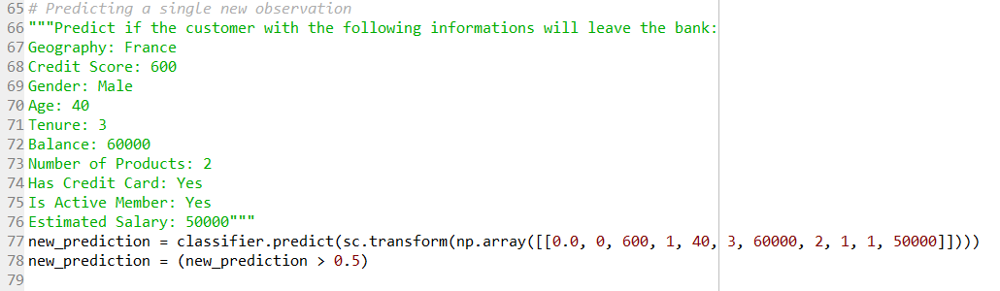 65 # Predicting a single new observation
66 """Predict if the customer with the following informations will leave the bank:
67 Geography: France
68 Credit Score: 600
69 Gender: Male
70 Age: 40
71 Tenure: 3
72 Balance: 60000
73 Number of Products: 2
74 Has Credit Card: Yes
75 Is Active Member: Yes
76 Estimated Salary: 50000"""
77 new_prediction = classifier.predict(sc.transform(np.array([[0.0, 0, 600, 1, 40, 3, 60000, 2, 1, 1, 50000]])))
78 new_prediction = (new_prediction > 0.5)
79